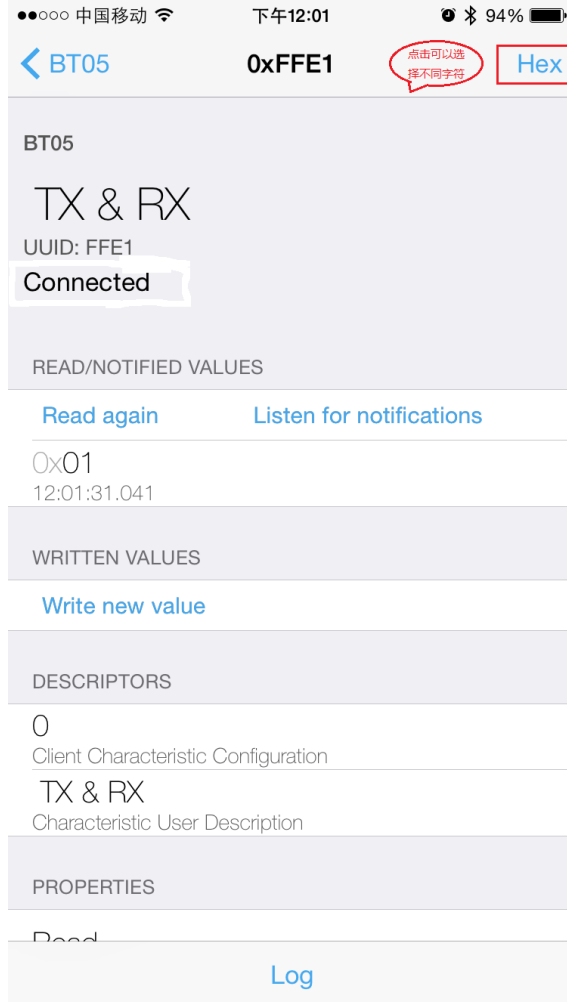 中国移动 下午12:01 94%
BT05 0xFFE1 Hex
点击可以选
择不同字符
BT05
TX & RX
UUID: FFE1
Connected
READ/NOTIFIED VALUES
Read again Listen for notifications
0x01
12:01:31.041
WRITTEN VALUES
Write new value
DESCRIPTORS
0
Client Characteristic Configuration
TX & RX
Characteristic User Description
PROPERTIES
Read
Log